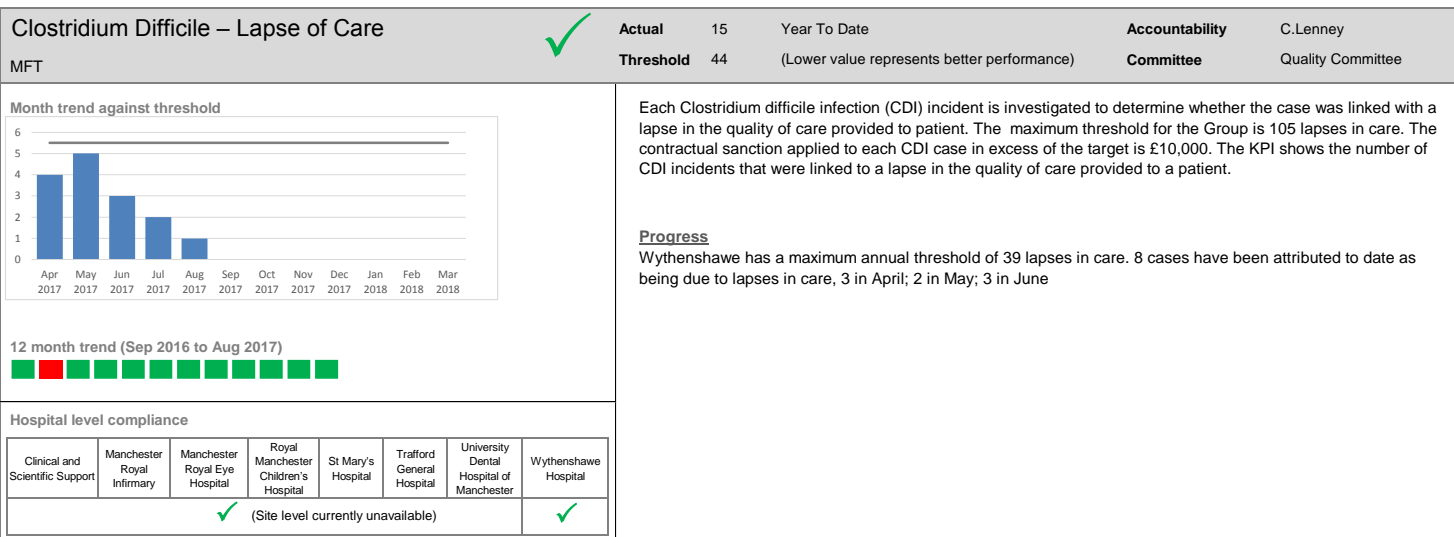 Clostridium Difficile – Lapse of Care
MFT
Actual 15 Year To Date Accountability C.Lenney
Threshold 44 (Lower value represents better performance) Committee Quality Committee
Month trend against threshold
6
5
4
3
2
1
0
Apr May Jun Jul Aug Sep Oct Nov Dec Jan Feb Mar
2017 2017 2017 2017 2017 2017 2017 2017 2017 2018 2018 2018
12 month trend (Sep 2016 to Aug 2017)
Hospital level compliance
Clinical and
Scientific Support
Manchester
Royal
Infirmary
Manchester
Royal Eye
Hospital
Royal
Manchester
Children's
Hospital
St Mary's
Hospital
Trafford
General
Hospital
University
Dental
Hospital of
Manchester
Wythenshawe
Hospital
(Site level currently unavailable)
Each Clostridium difficile infection (CDI) incident is investigated to determine whether the case was linked with a
lapse in the quality of care provided to patient. The maximum threshold for the Group is 105 lapses in care. The
contractual sanction applied to each CDI case in excess of the target is £10,000. The KPI shows the number of
CDI incidents that were linked to a lapse in the quality of care provided to a patient.
Progress
Wythenshawe has a maximum annual threshold of 39 lapses in care. 8 cases have been attributed to date as
being due to lapses in care, 3 in April; 2 in May; 3 in June